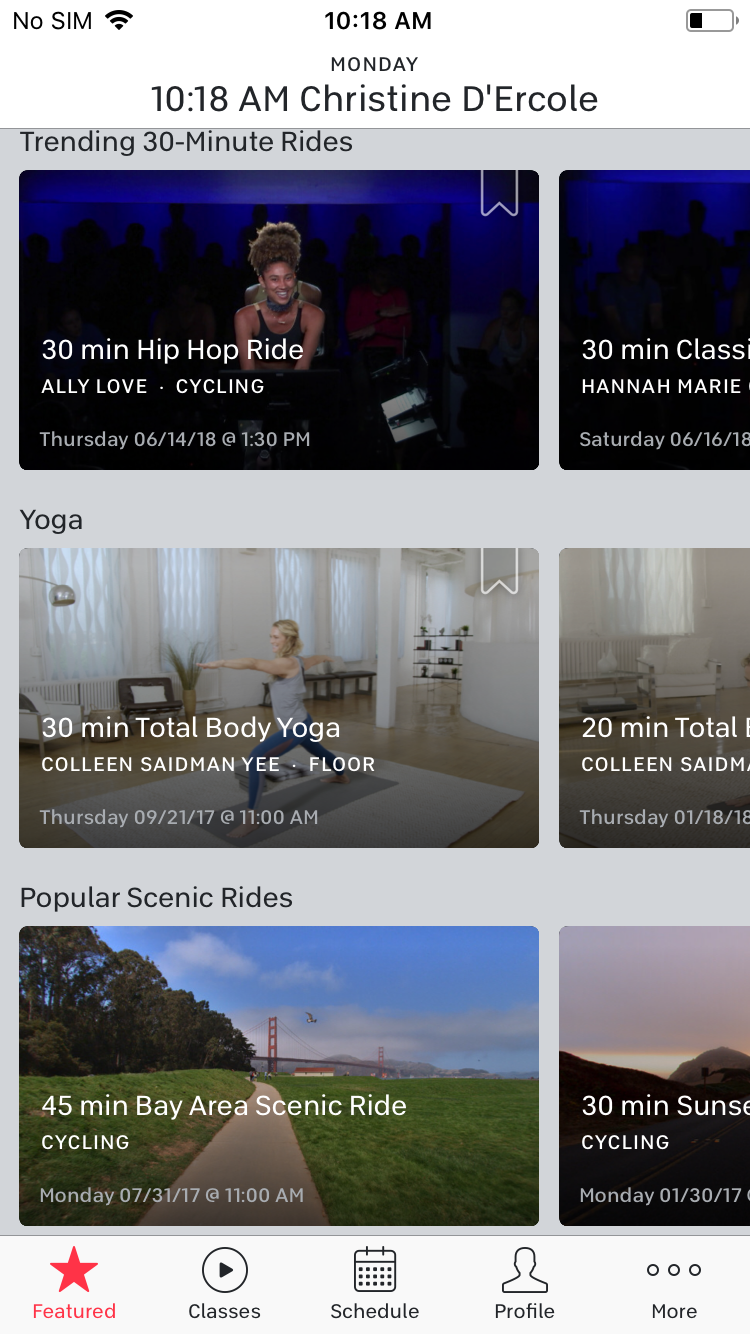 No SIM 10:18 AM
MONDAY
10:18 AM Christine D'Ercole
Trending 30-Minute Rides
30 min Hip Hop Ride
ALLY LOVE · CYCLING
Thursday 06/14/18 @ 1:30 PM
30 min Classi
HANNAH MARIE
Saturday 06/16/18
Yoga
30 min Total Body Yoga
COLLEEN SAIDMAN YEE · FLOOR
Thursday 09/21/17 @ 11:00 AM
20 min Total
COLLEEN SAIDMA
Thursday 01/18/18
Popular Scenic Rides
45 min Bay Area Scenic Ride
CYCLING
Monday 07/31/17 @ 11:00 AM
30 min Sunse
CYCLING
Monday 01/30/17 @
Featured Classes Schedule Profile More